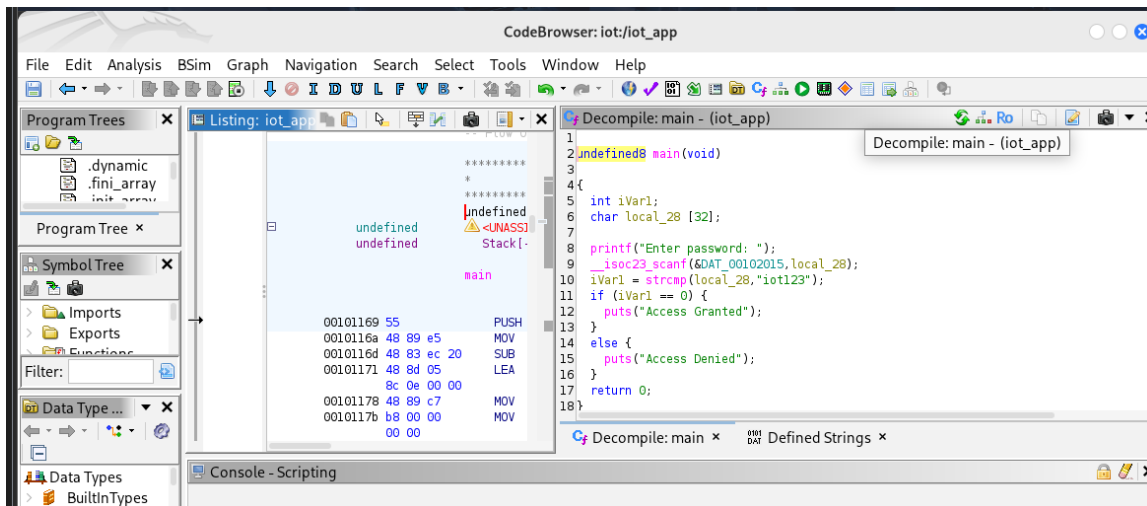 CodeBrowser: iot:/iot_app
File Edit Analysis BSim Graph Navigation Search Select Tools Window Help
I D U L F V B
Program Trees
.dynamic
.fini_array
Program Tree
Symbol Tree
Imports
Exports
Filter:
Data Type ...
Data Types
BuiltInTypes
Listing: iot_app
*********
*
*********
undefined
undefined <UNASSI
undefined Stack[-
main
00101169 55 PUSH
0010116a 48 89 e5 MOV
0010116d 48 83 ec 20 SUB
00101171 48 8d 05 LEA
8c 0e 00 00
00101178 48 89 c7 MOV
0010117b b8 00 00 MOV
00 00
Decompile: main - (iot_app)
Ro
Decompile: main - (iot_app)
1
2 undefined8 main(void)
3
4 {
5 int iVar1;
6 char local_28 [32];
7
8 printf("Enter password: ");
9 __isoc23_scanf(&DAT_00102015,local_28);
10 iVar1 = strcmp(local_28,"iot123");
11 if (iVar1 == 0) {
12 puts("Access Granted");
13 }
14 else {
15 puts("Access Denied");
16 }
17 return 0;
18 }
Decompile: main
Defined Strings
Console - Scripting